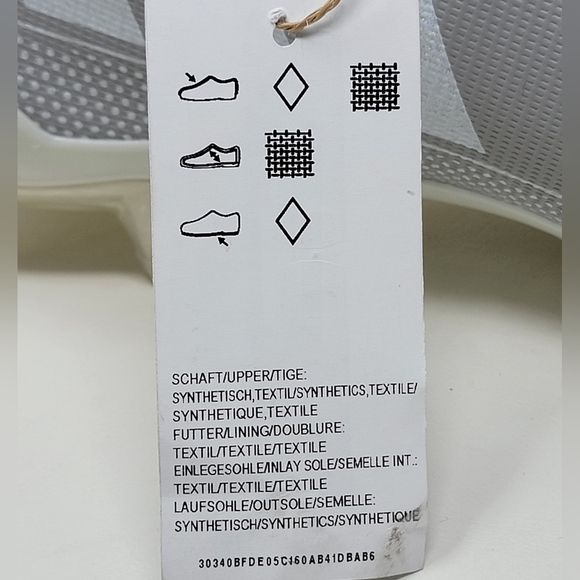 SCHAFT/UPPER/TIGE:
SYNTHETISCH,TEXTIL/SYNTHETICS,TEXTILE/
SYNTHETIQUE,TEXTILE
FUTTER/LINING/DOUBLURE:
TEXTIL/TEXTILE/TEXTILE
EINLEGESOHLE/INLAY SOLE/SEMELLE INT.:
TEXTIL/TEXTILE/TEXTILE
LAUFSOHLE/OUTSOLE/SEMELLE:
SYNTHETISCH/SYNTHETICS/SYNTHETIQUE
30340BFDE05C160AB41DBAB6